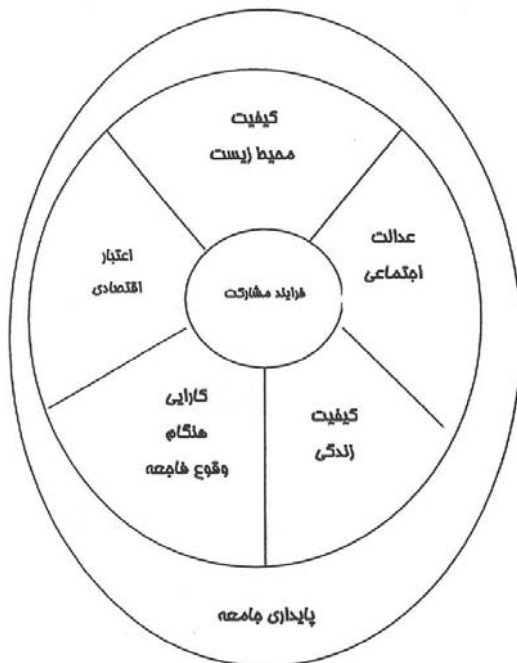 کیفیت
محیط زیست
عدالت
اجتماعی
اعتبار
اقتصادی
فرایند مشارکت
کارایی
هنگام
وقوع فاجعه
کیفیت
زندگی
پایداری جامعه